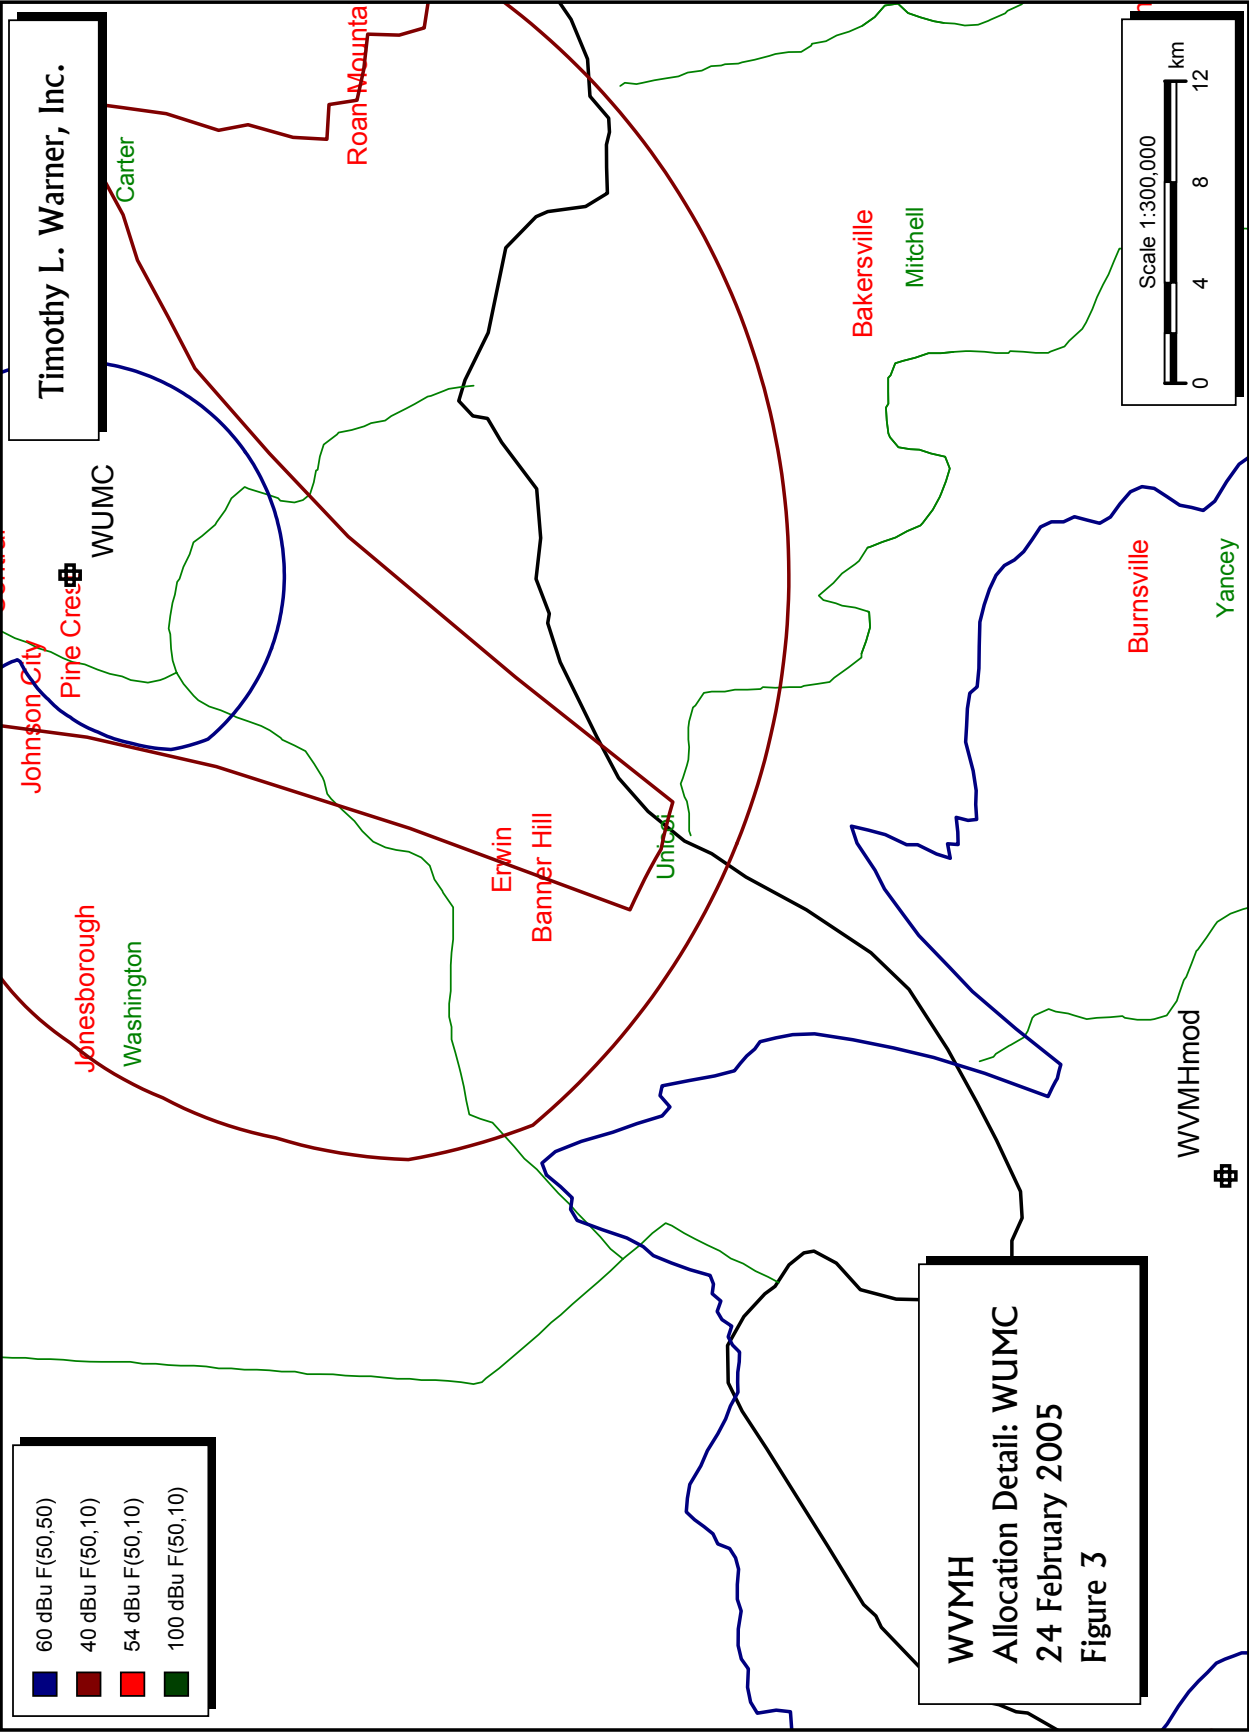 60 dBu F(50,50)
40 dBu F(50,10)
54 dBu F(50,10)
100 dBu F(50,10)
Timothy L. Warner, Inc.
Johnson City
Pine Cres
WUMC
Jonesborough
Washington
Carter
Roan Mounta
Erwin
Banner Hill
Unicoi
Bakersville
Mitchell
Burnsville
Yancey
WVMHmod
WVMH
Allocation Detail: WUMC
24 February 2005
Figure 3
Scale 1:300,000
km
0 4 8 12